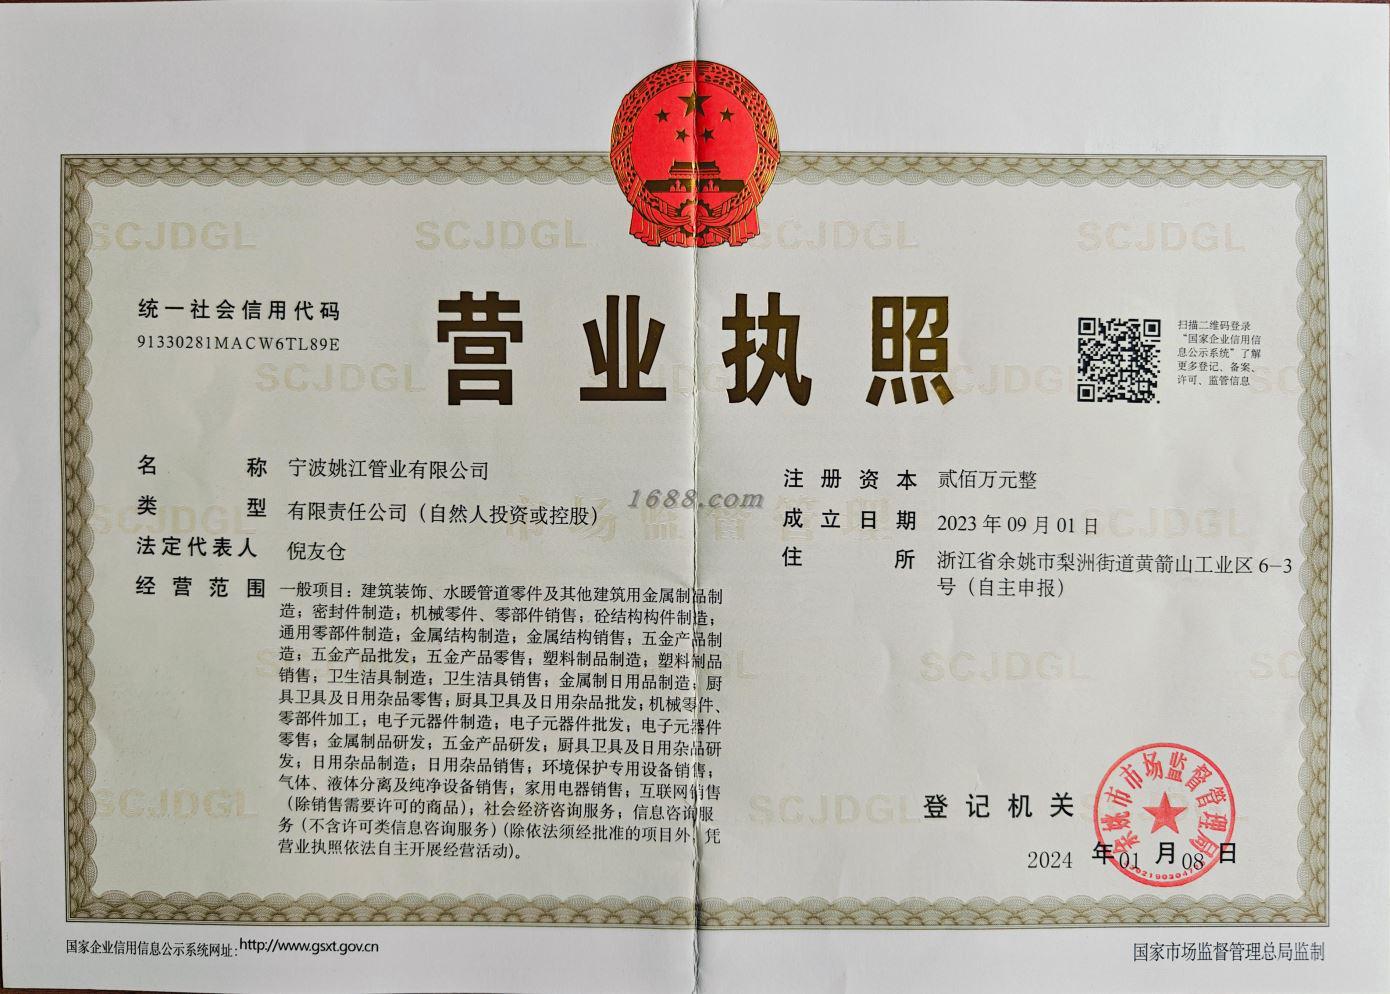 SCJDGL SCJDGL SCJDGL SCJDGL
统一社会信用代码
91330281MACW6TL89E
营业执照
扫描二维码登录
“国家企业信用信
息公示系统”了解
更多登记、备案、
许可、监管信息
名 称 宁波姚江管业有限公司
类 型 有限责任公司（自然人投资或控股）
法定代表人 倪友仓
经营范围 一般项目：建筑装饰、水暖管道零件及其他建筑用金属制品制
造；密封件制造；机械零件、零部件销售；砼结构构件制造；
通用零部件制造；金属结构制造；金属结构销售；五金产品制
造；五金产品批发；五金产品零售；塑料制品制造；塑料制品
销售；卫生洁具制造；卫生洁具销售；金属制日用品制造；厨
具卫具及日用杂品零售；厨具卫具及日用杂品批发；机械零件、
零部件加工；电子元器件制造；电子元器件批发；电子元器件
零售；金属制品研发；五金产品研发；厨具卫具及日用杂品研
发；日用杂品制造；日用杂品销售；环境保护专用设备销售；
气体、液体分离及纯净设备销售；家用电器销售；互联网销售
（除销售需要许可的商品）；社会经济咨询服务；信息咨询服
务（不含许可类信息咨询服务）（除依法须经批准的项目外，凭
营业执照依法自主开展经营活动）。
注册资本 贰佰万元整
成立日期 2023年09月01日
住 所 浙江省余姚市梨洲街道黄箭山工业区6-3
号（自主申报）
1688.com
市场监督管理
登记机关
余姚市市场监督管理局
2024 年 01 月 08 日
国家企业信用信息公示系统网址：http://www.gsxt.gov.cn
国家市场监督管理总局监制